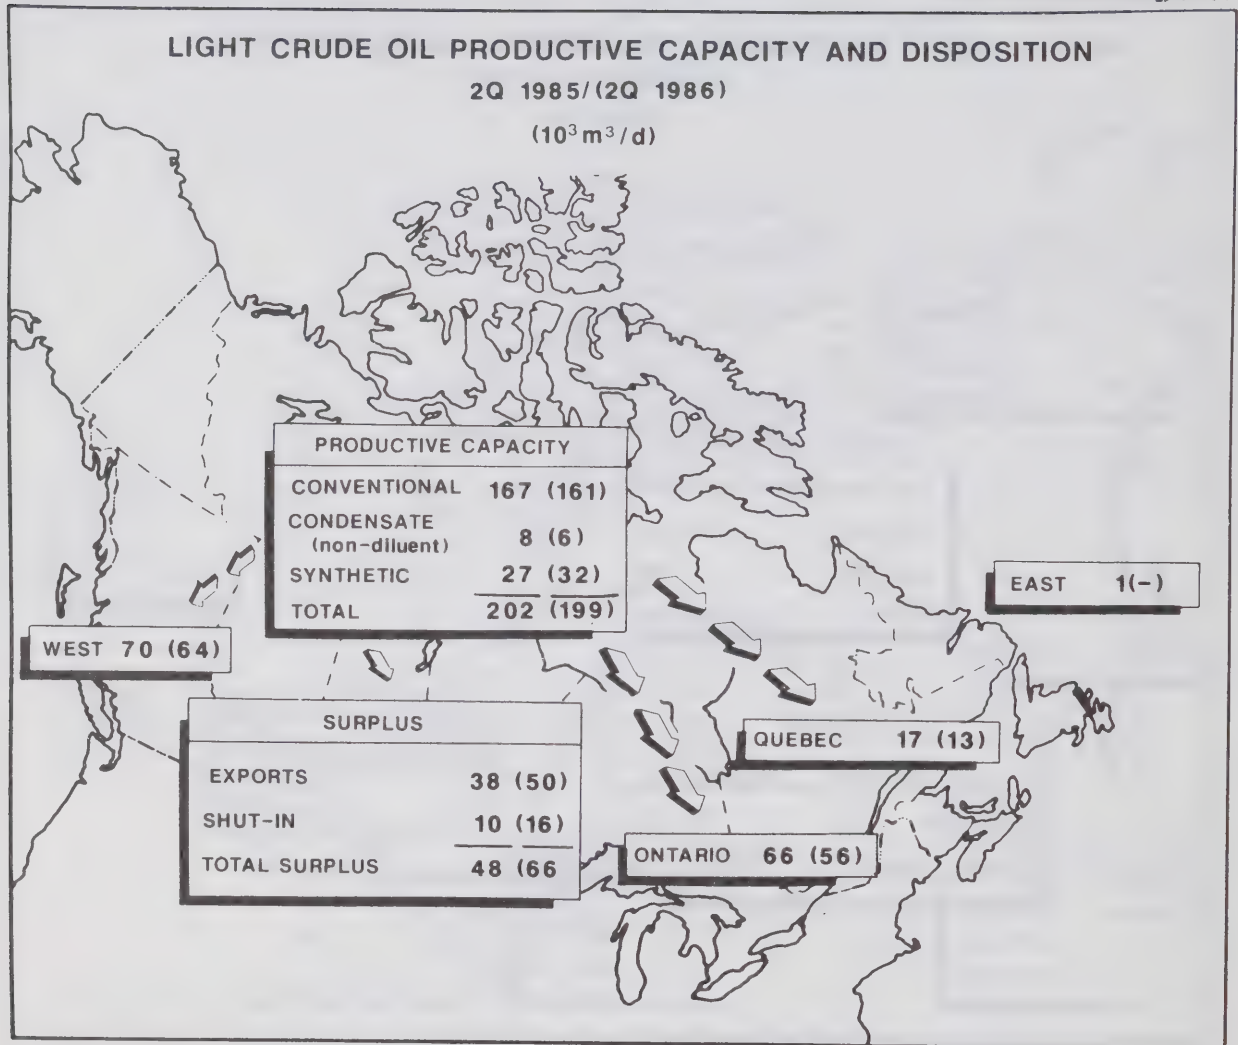 LIGHT CRUDE OIL PRODUCTIVE CAPACITY AND DISPOSITION
2Q 1985/(2Q 1986)
(10³ m³/d)
PRODUCTIVE CAPACITY
CONVENTIONAL 167 (161)
CONDENSATE
(non-diluent) 8 (6)
SYNTHETIC 27 (32)
TOTAL 202 (199)
EAST 1(-)
WEST 70 (64)
SURPLUS
EXPORTS 38 (50)
SHUT-IN 10 (16)
TOTAL SURPLUS 48 (66
QUEBEC 17 (13)
ONTARIO 66 (56)